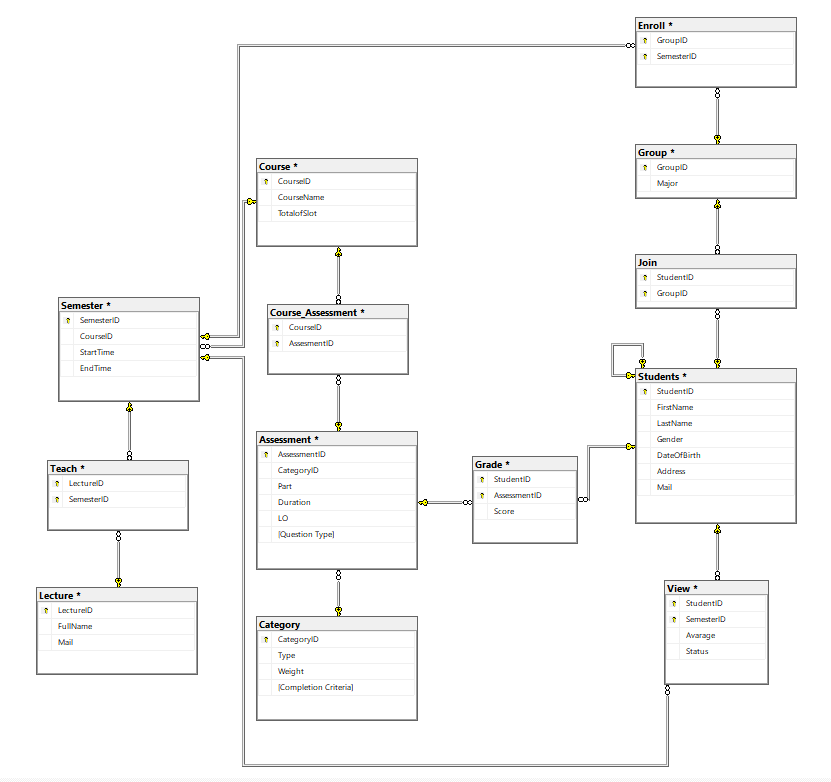 Enroll *
GroupID
SemesterID
Group *
GroupID
Major
Course *
CourseID
CourseName
TotalofSlot
Join
StudentID
GroupID
Semester *
SemesterID
CourseID
StartTime
EndTime
Course_Assessment *
CourseID
AssesmentID
Students *
StudentID
FirstName
LastName
Gender
DateOfBirth
Address
Mail
Assessment *
AssessmentID
CategoryID
Part
Duration
LO
[Question Type]
Grade *
StudentID
AssessmentID
Score
Teach *
LectureID
SemesterID
Lecture *
LectureID
FullName
Mail
Category
CategoryID
Type
Weight
[Completion Criteria]
View *
StudentID
SemesterID
Avarage
Status